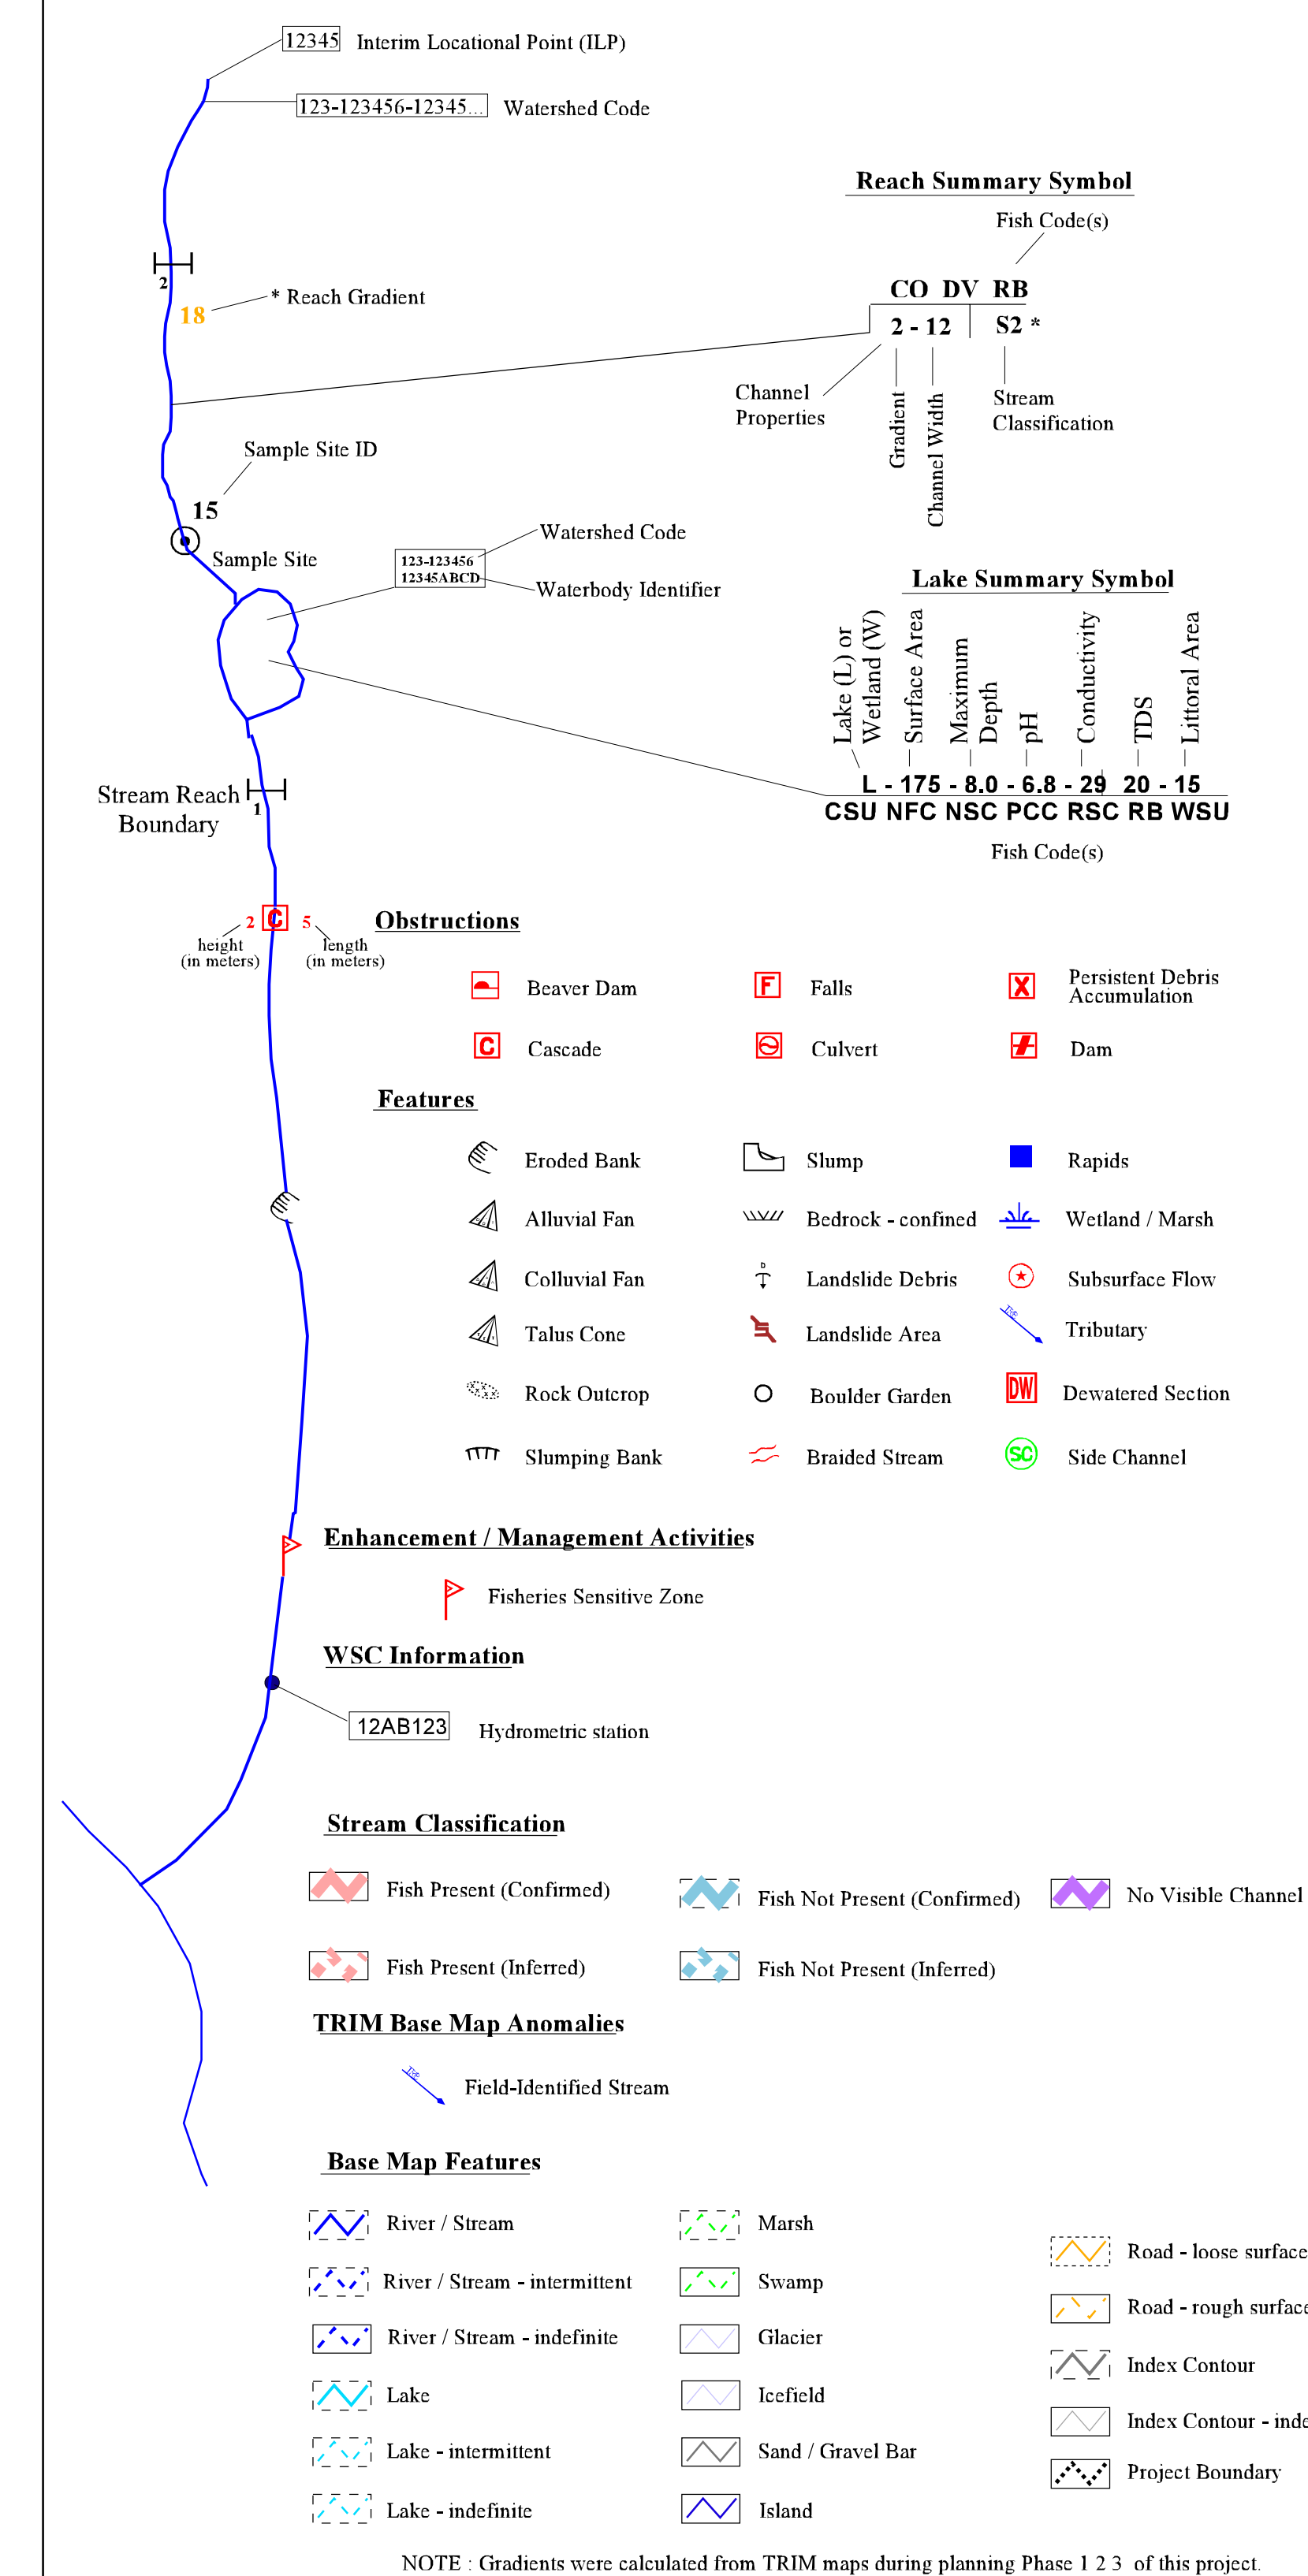 12345 Interim Locational Point (ILP)
123-123456-12345... Watershed Code
Reach Summary Symbol
Fish Code(s)
CO DV RB
2 - 12 S2 *
Channel
Properties
Gradient
Channel Width
Stream
Classification
2
18
* Reach Gradient
Sample Site ID
15
Sample Site
123-123456
12345ABCD
Watershed Code
Waterbody Identifier
Lake Summary Symbol
Lake (L) or
Wetland (W)
Surface Area
Maximum
Depth
pH
Conductivity
TDS
Littoral Area
L - 175 - 8.0 - 6.8 - 29 20 - 15
CSU NFC NSC PCC RSC RB WSU
Fish Code(s)
Stream Reach
Boundary
1
2 C 5
height
(in meters)
length
(in meters)
Obstructions
Beaver Dam
F Falls
X Persistent Debris
Accumulation
C Cascade
Culvert
Dam
Features
Eroded Bank
Slump
Rapids
Alluvial Fan
Bedrock - confined
Wetland / Marsh
Colluvial Fan
D
Landslide Debris
Subsurface Flow
Talus Cone
Landslide Area
Tributary
Rock Outcrop
Boulder Garden
DW Dewatered Section
Slumping Bank
Braided Stream
SC Side Channel
Enhancement / Management Activities
Fisheries Sensitive Zone
WSC Information
12AB123 Hydrometric station
Stream Classification
Fish Present (Confirmed)
Fish Not Present (Confirmed)
No Visible Channel
Fish Present (Inferred)
Fish Not Present (Inferred)
TRIM Base Map Anomalies
Field-Identified Stream
Base Map Features
River / Stream
River / Stream - intermittent
River / Stream - indefinite
Lake
Lake - intermittent
Lake - indefinite
Marsh
Swamp
Glacier
Icefield
Sand / Gravel Bar
Island
Road - loose surface
Road - rough surface
Index Contour
Index Contour - inde
Project Boundary
NOTE : Gradients were calculated from TRIM maps during planning Phase 1 2 3 of this project.